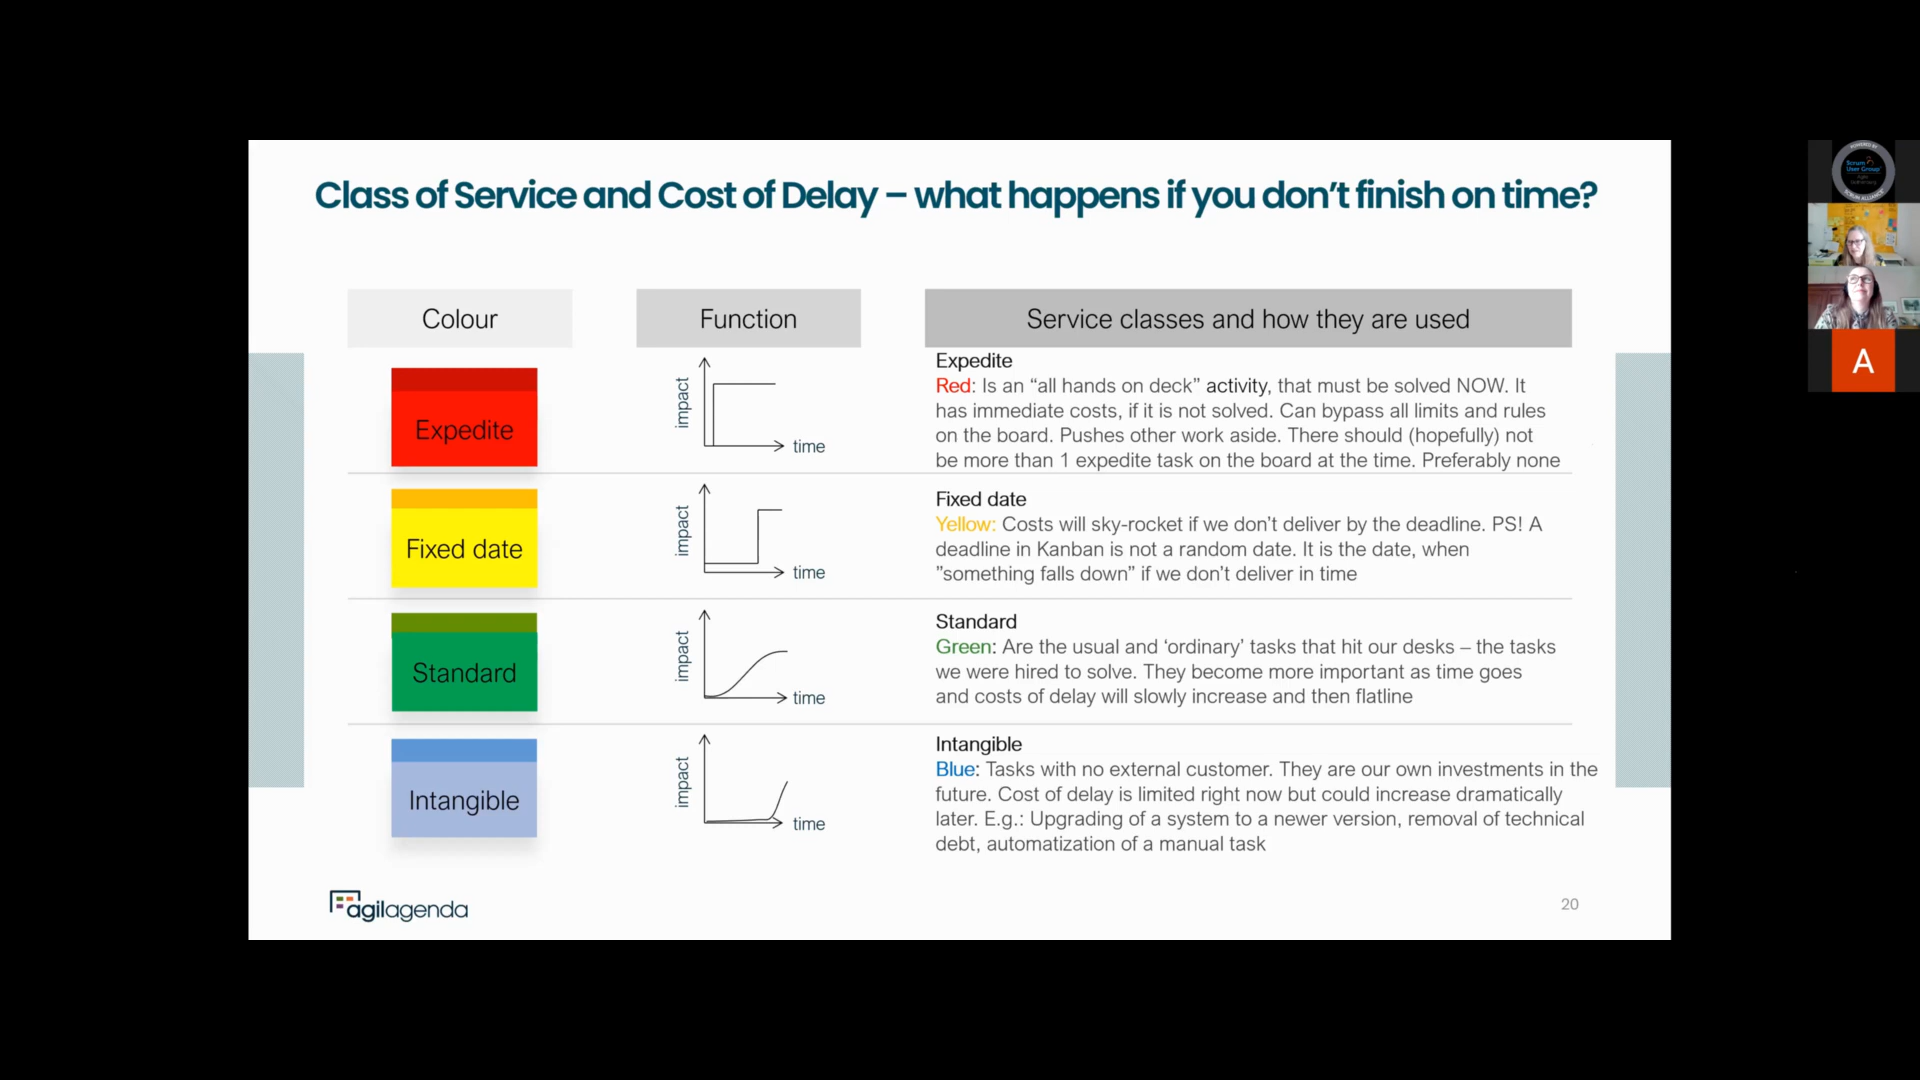 Class of Service and Cost of Delay – what happens if you don’t finish on time?
Colour
Function
Service classes and how they are used
Expedite
impact
time
Expedite
Red: Is an “all hands on deck” activity, that must be solved NOW. It
has immediate costs, if it is not solved. Can bypass all limits and rules
on the board. Pushes other work aside. There should (hopefully) not
be more than 1 expedite task on the board at the time. Preferably none
Fixed date
impact
time
Fixed date
Yellow: Costs will sky-rocket if we don’t deliver by the deadline. PS! A
deadline in Kanban is not a random date. It is the date, when
”something falls down” if we don’t deliver in time
Standard
impact
time
Standard
Green: Are the usual and ‘ordinary’ tasks that hit our desks – the tasks
we were hired to solve. They become more important as time goes
and costs of delay will slowly increase and then flatline
Intangible
impact
time
Intangible
Blue: Tasks with no external customer. They are our own investments in the
future. Cost of delay is limited right now but could increase dramatically
later. E.g.: Upgrading of a system to a newer version, removal of technical
debt, automatization of a manual task
agilagenda
20
POWERED BY
Scrum
User Group
SCRUM ALLIANCE
A